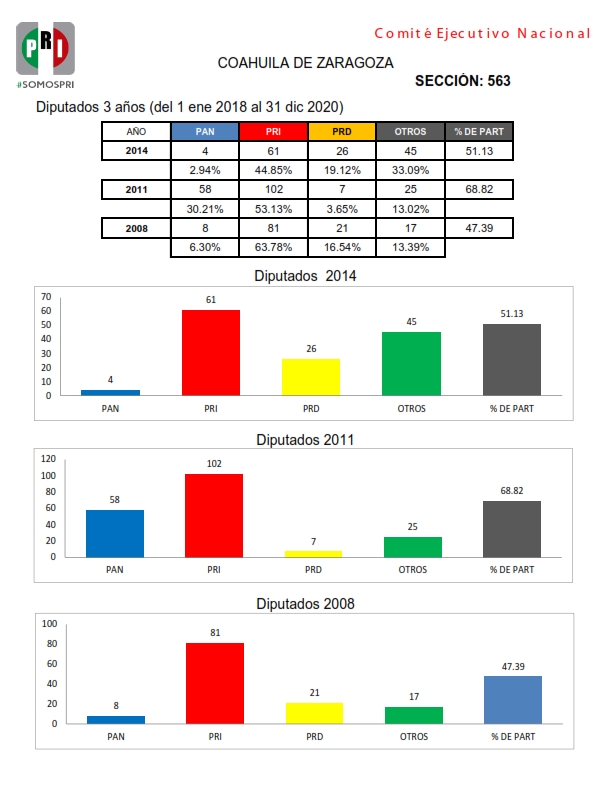 Comité Ejecutivo Nacional
PRI
#SOMOSPRI
COAHUILA DE ZARAGOZA
SECCIÓN: 563
Diputados 3 años (del 1 ene 2018 al 31 dic 2020)
AÑO PAN PRI PRD OTROS % DE PART
2014 4 61 26 45 51.13
2.94% 44.85% 19.12% 33.09%
2011 58 102 7 25 68.82
30.21% 53.13% 3.65% 13.02%
2008 8 81 21 17 47.39
6.30% 63.78% 16.54% 13.39%
Diputados 2014
70
60
50
40
30
20
10
0
4 61 26 45 51.13
PAN PRI PRD OTROS % DE PART
Diputados 2011
120
100
80
60
40
20
0
58 102 7 25 68.82
PAN PRI PRD OTROS % DE PART
Diputados 2008
100
80
60
40
20
0
8 81 21 17 47.39
PAN PRI PRD OTROS % DE PART